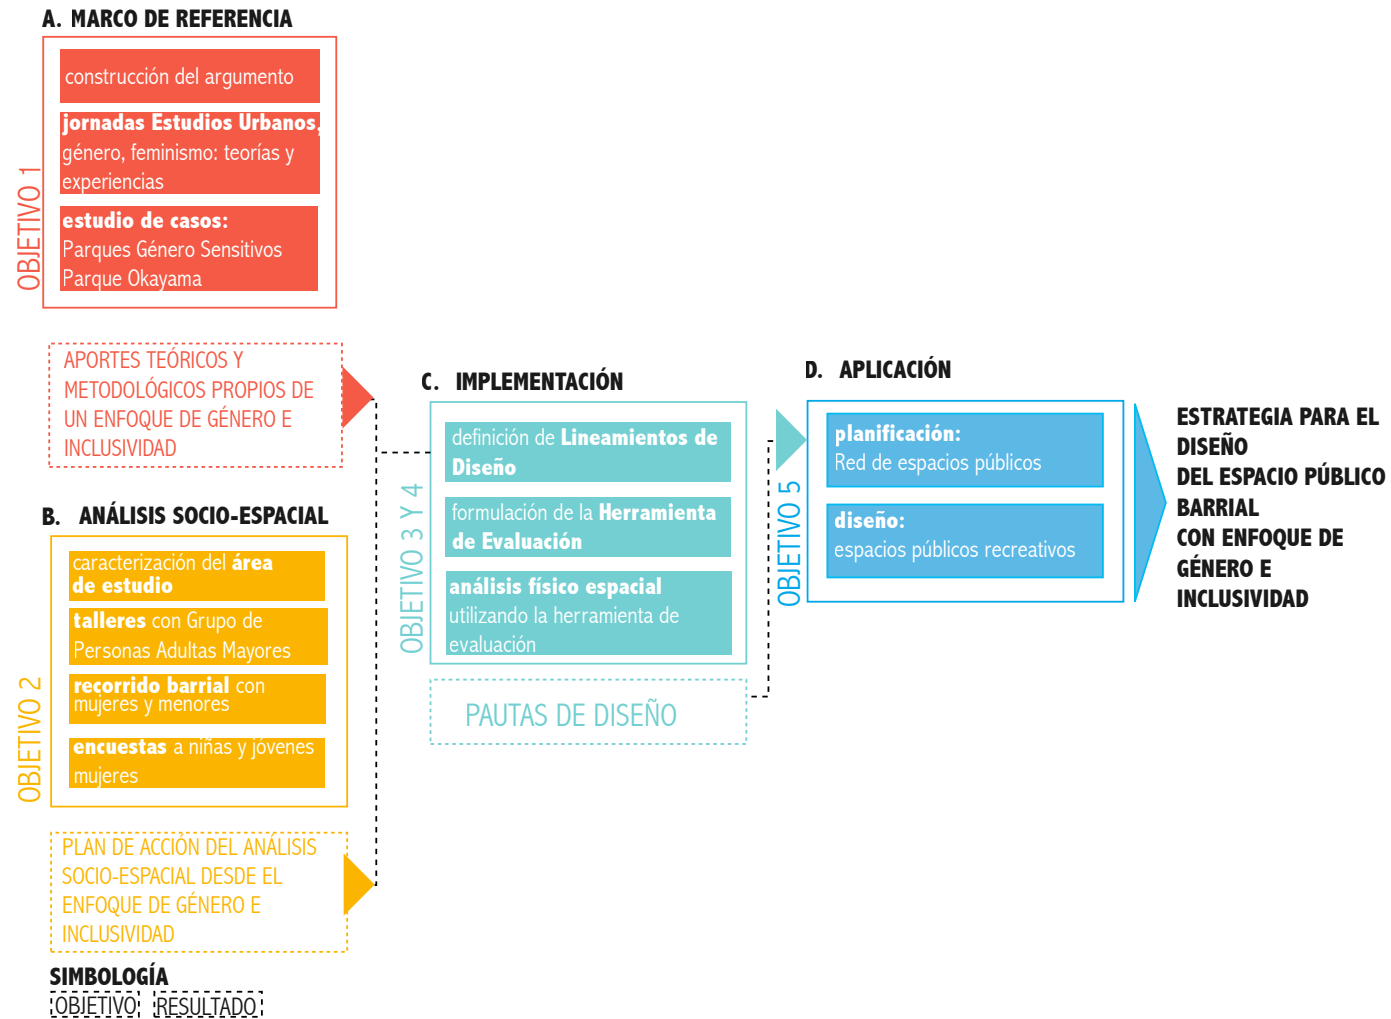 A. MARCO DE REFERENCIA
OBJETIVO 1
construcción del argumento
jornadas Estudios Urbanos,
género, feminismo: teorías y
experiencias
estudio de casos:
Parques Género Sensitivos
Parque Okayama
APORTES TEÓRICOS Y
METODOLÓGICOS PROPIOS DE
UN ENFOQUE DE GÉNERO E
INCLUSIVIDAD
B. ANÁLISIS SOCIO-ESPACIAL
OBJETIVO 2
caracterización del área
de estudio
talleres con Grupo de
Personas Adultas Mayores
recorrido barrial con
mujeres y menores
encuestas a niñas y jóvenes
mujeres
PLAN DE ACCIÓN DEL ANÁLISIS
SOCIO-ESPACIAL DESDE EL
ENFOQUE DE GÉNERO E
INCLUSIVIDAD
C. IMPLEMENTACIÓN
OBJETIVO 3 Y 4
definición de Lineamientos de
Diseño
formulación de la Herramienta
de Evaluación
análisis físico espacial
utilizando la herramienta de
evaluación
PAUTAS DE DISEÑO
D. APLICACIÓN
OBJETIVO 5
planificación:
Red de espacios públicos
diseño:
espacios públicos recreativos
ESTRATEGIA PARA EL
DISEÑO
DEL ESPACIO PÚBLICO
BARRIAL
CON ENFOQUE DE
GÉNERO E
INCLUSIVIDAD
SIMBOLOGÍA
OBJETIVO RESULTADO